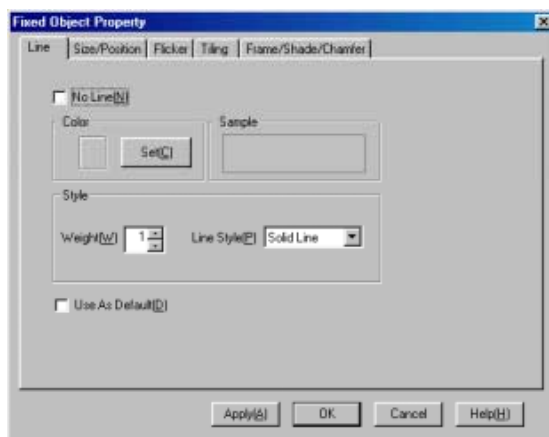 Fixed Object Property
Line Size/Position Flicker Tiling Frame/Shade/Chamfer
No Line(N)
Color Sample
Set(C)
Style
Weight(W) 1 Line Style(P) Solid Line
Use As Default(D)
Apply(A) OK Cancel Help(H)